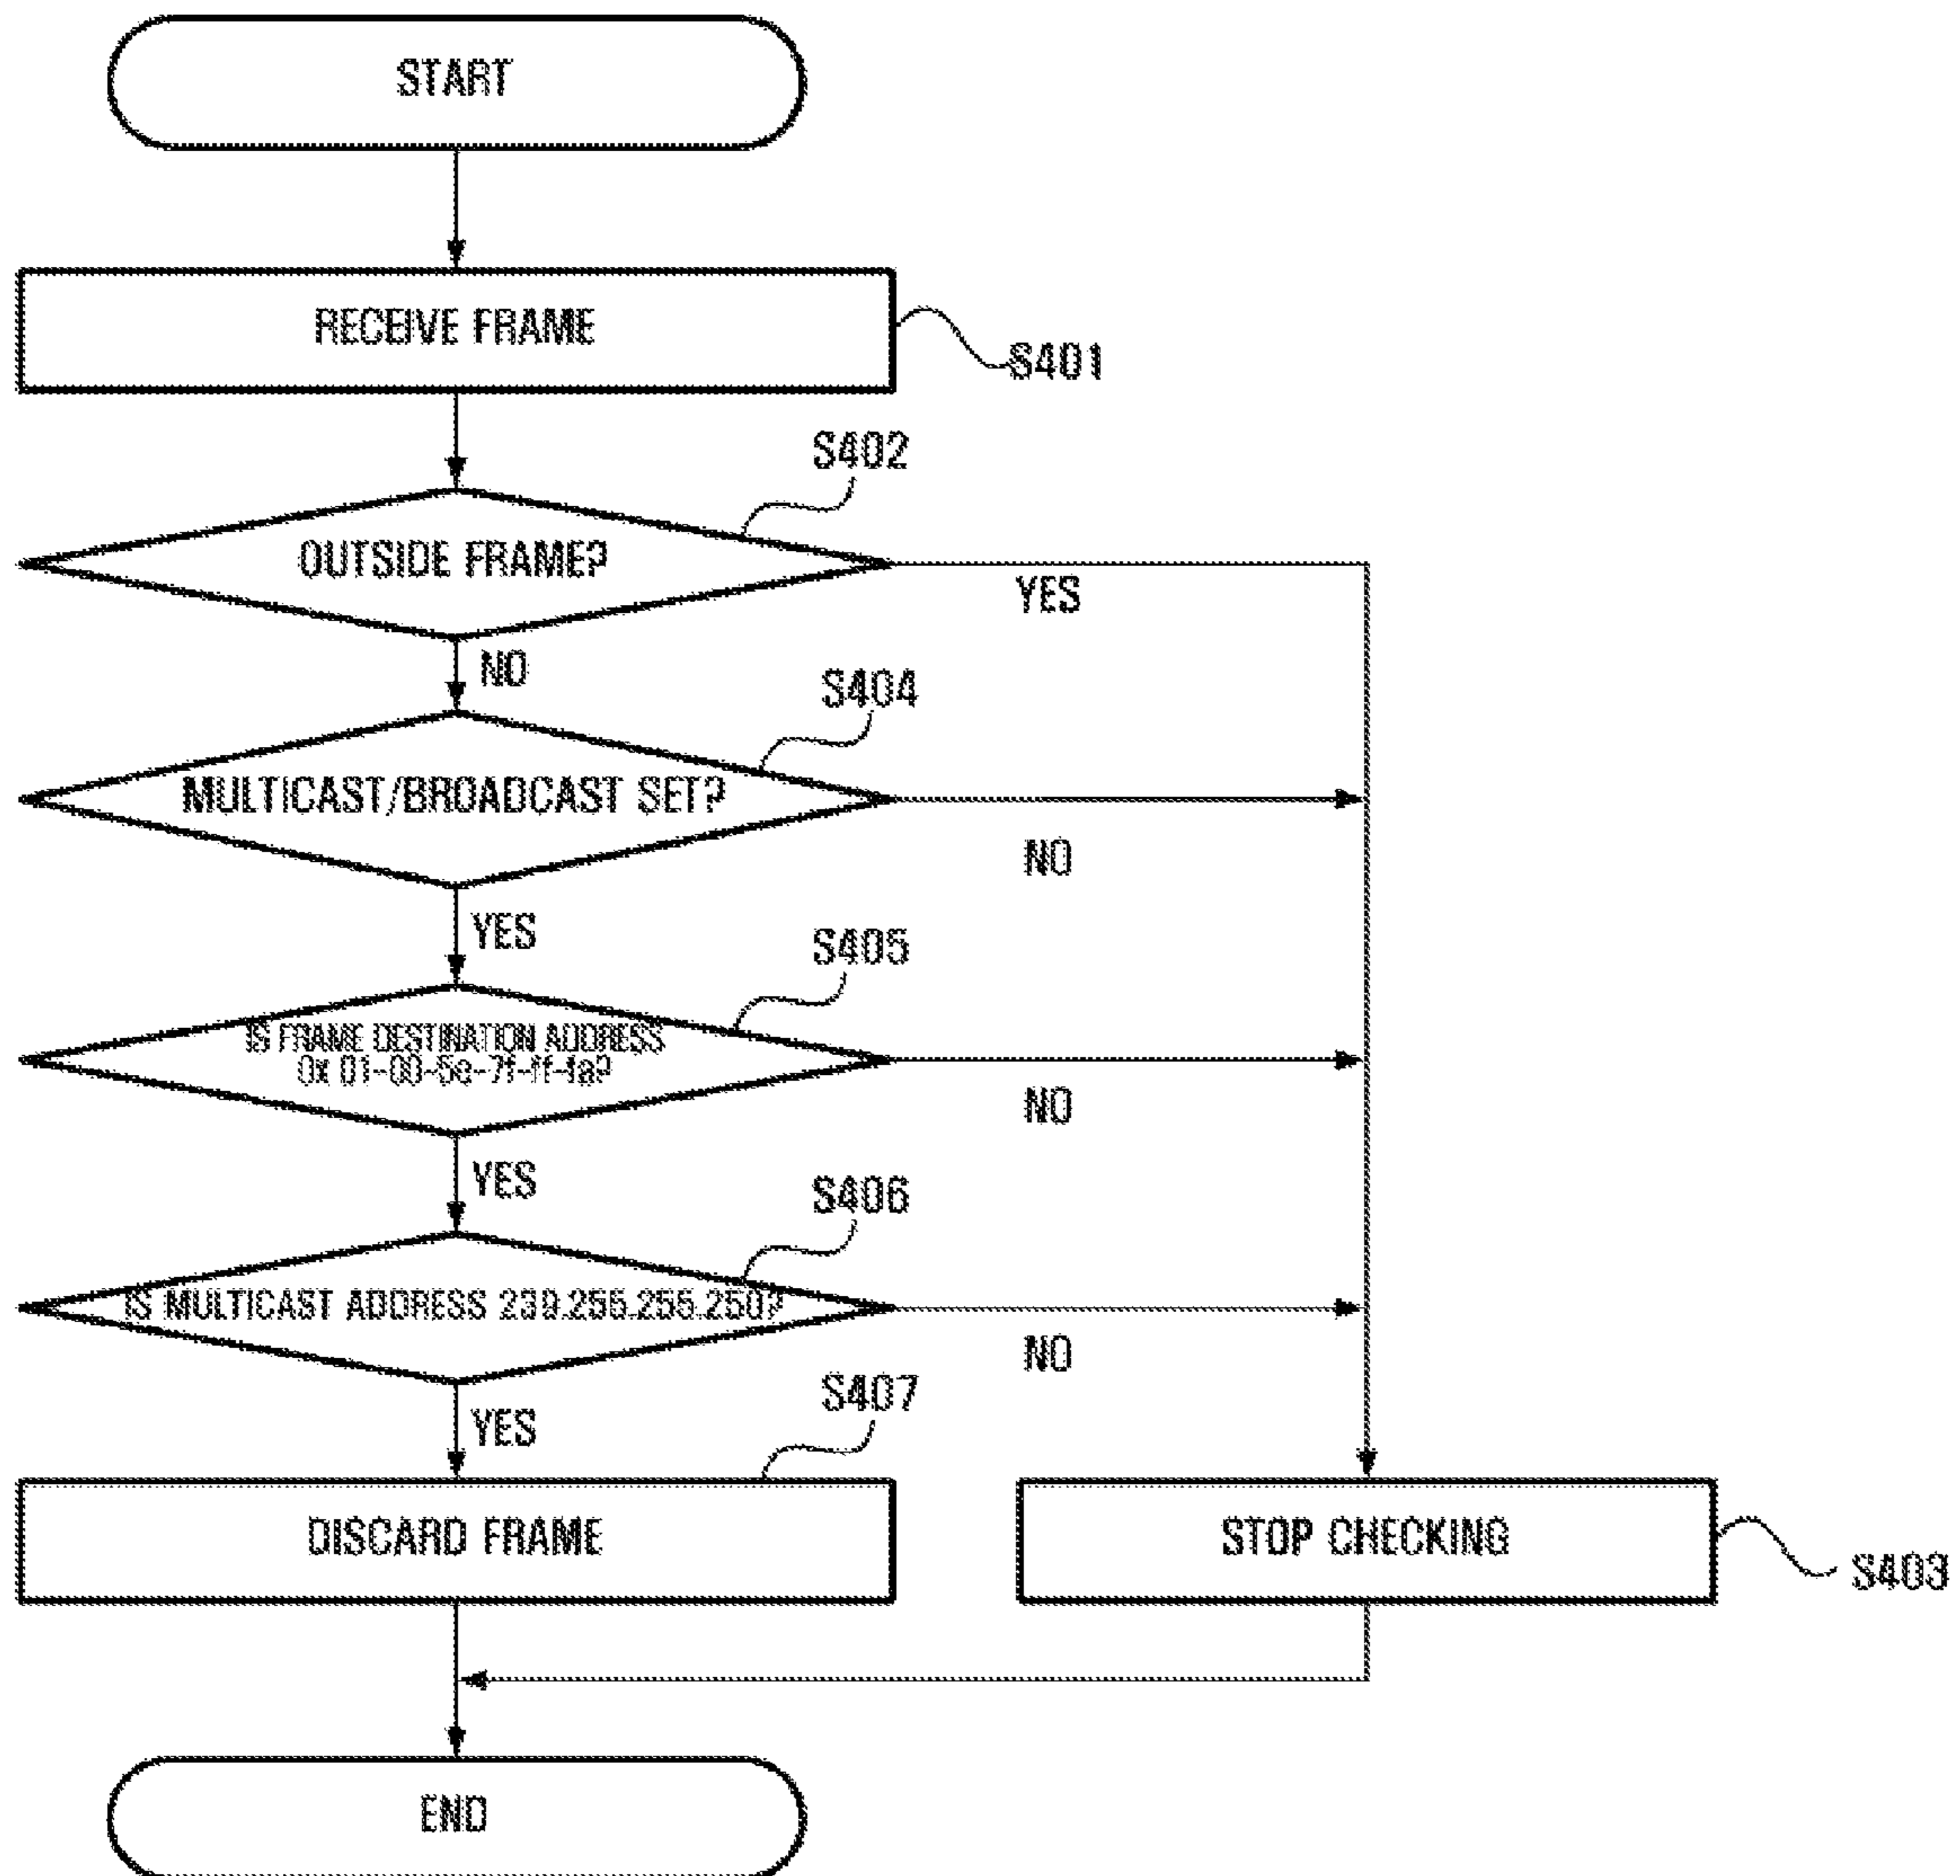 START
RECEIVE FRAME
S401
S402
OUTSIDE FRAME?
YES
NO
S404
MULTICAST/BROADCAST SET?
NO
YES
S405
IS FRAME DESTINATION ADDRESS
0x 01-00-5e-7f-ff-fa?
NO
YES
S406
IS MULTICAST ADDRESS 239.255.255.250?
NO
S407
YES
DISCARD FRAME
STOP CHECKING
S403
END